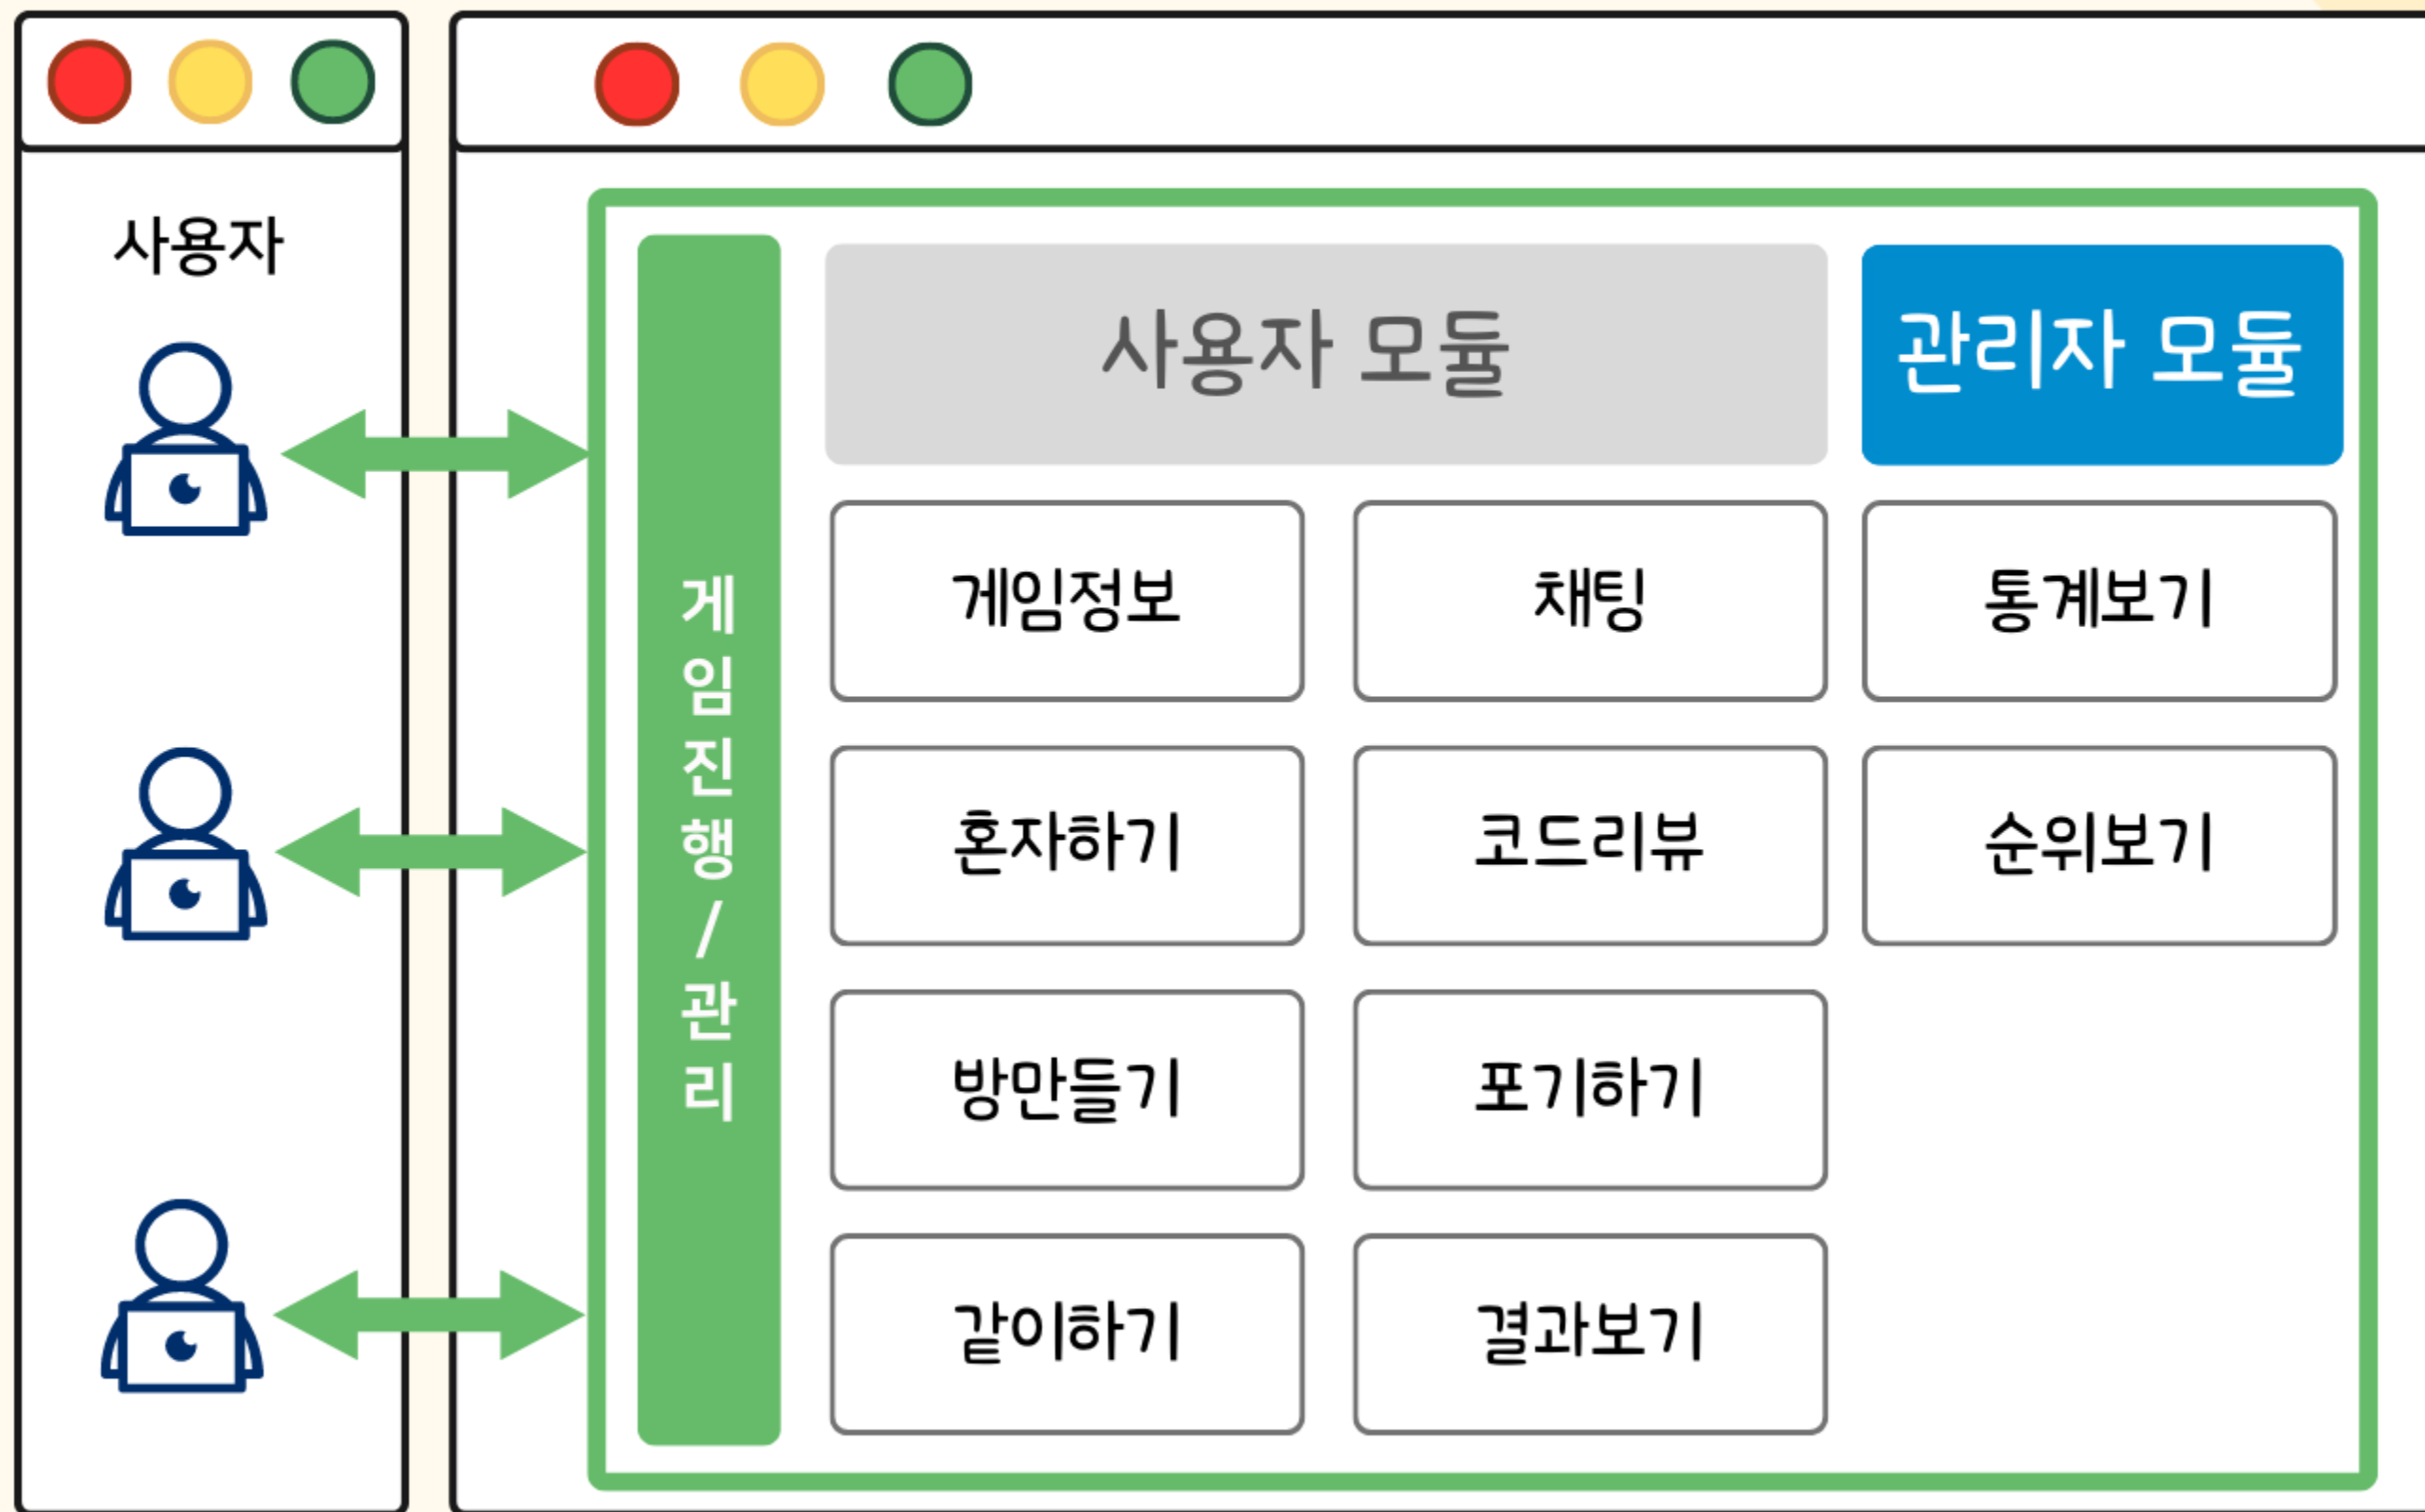 사용자
게임진행/관리
사용자 모듈
관리자 모듈
게임정보
채팅
통계보기
혼자하기
코드리뷰
순위보기
방만들기
포기하기
같이하기
결과보기